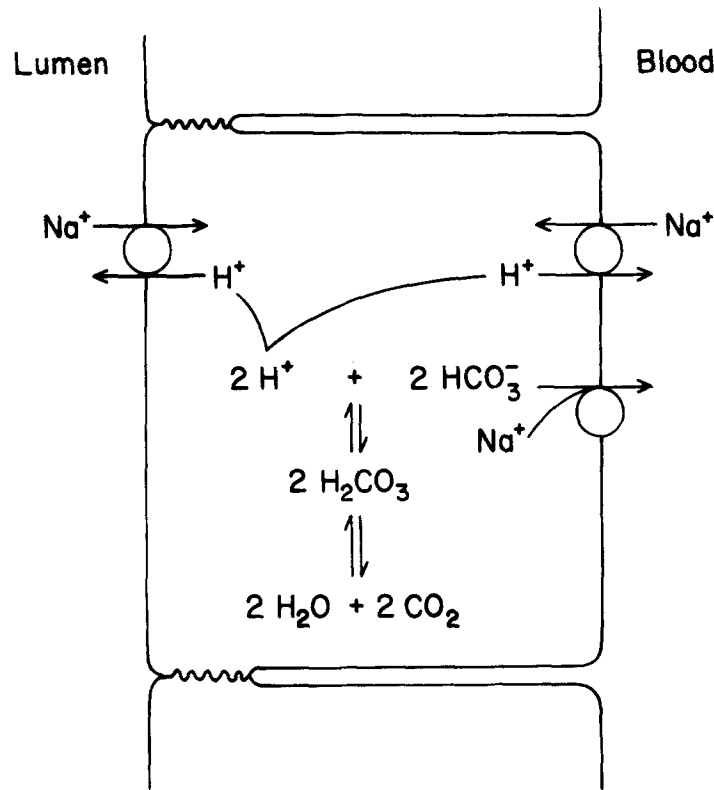 Lumen Blood
Na⁺ Na⁺
H⁺ H⁺
2 H⁺ + 2 HCO₃⁻
Na⁺
2 H₂CO₃
2 H₂O + 2 CO₂